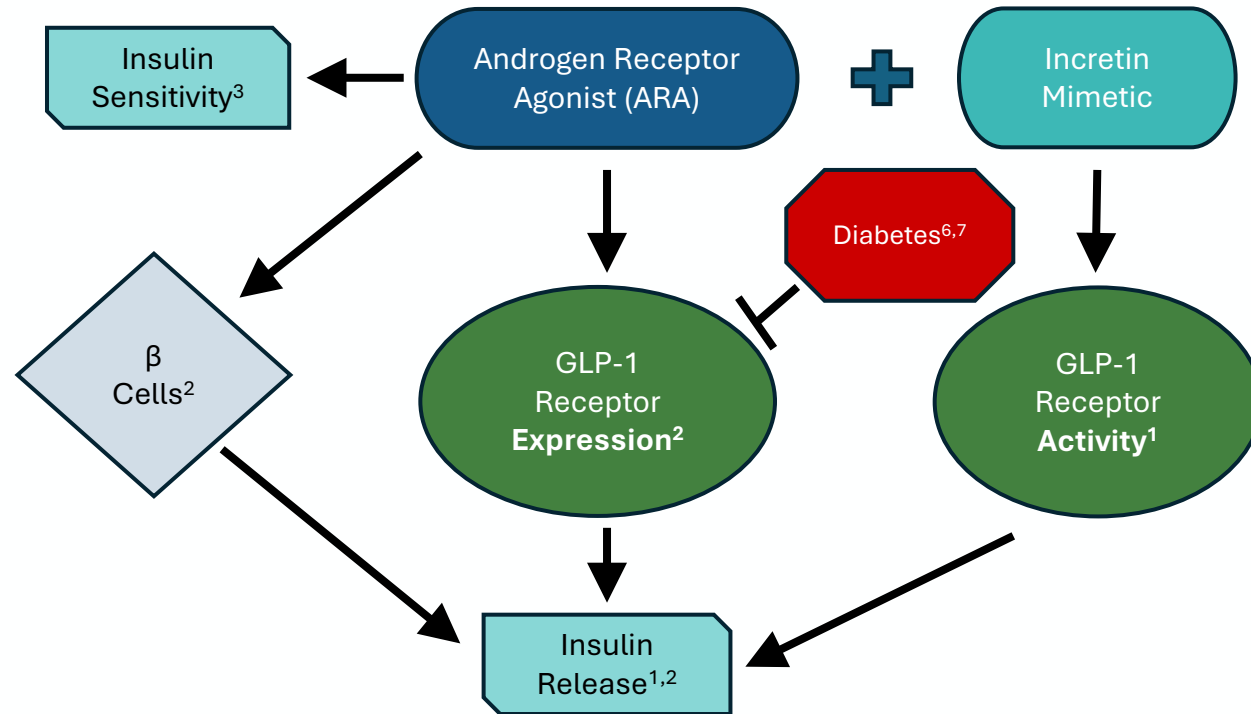 Insulin
Sensitivity³
Androgen Receptor
Agonist (ARA)
Incretin
Mimetic
Diabetes⁶,⁷
β
Cells²
GLP-1
Receptor
Expression²
GLP-1
Receptor
Activity¹
Insulin
Release¹,²